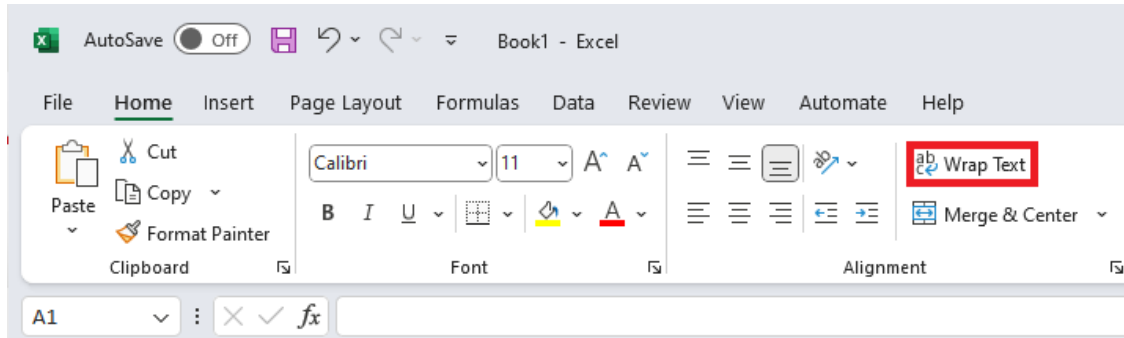 AutoSave Off Book1 - Excel
File Home Insert Page Layout Formulas Data Review View Automate Help
Cut
Copy
Paste
Format Painter
Clipboard
Calibri 11 A A
B I U A
Font
ab c Wrap Text
Merge & Center
Alignment
A1 fx